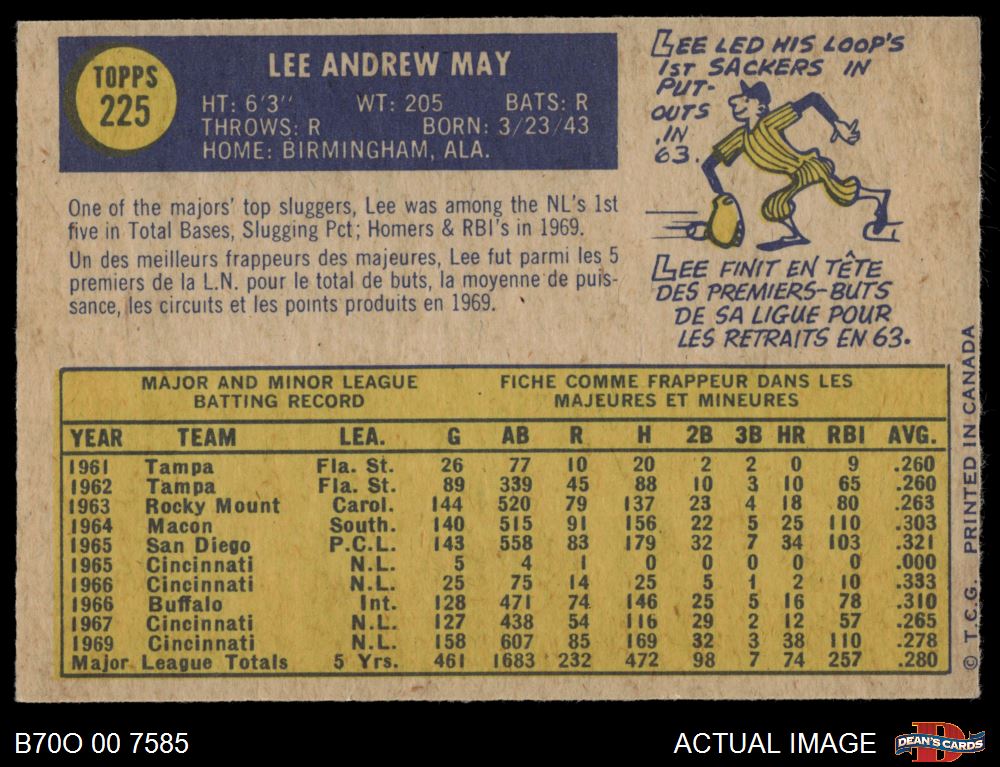 TOPPS
225
LEE ANDREW MAY
HT: 6'3" WT: 205 BATS: R
THROWS: R BORN: 3/23/43
HOME: BIRMINGHAM, ALA.
One of the majors' top sluggers, Lee was among the NL's 1st
five in Total Bases, Slugging Pct; Homers & RBI's in 1969.
Un des meilleurs frappeurs des majeures, Lee fut parmi les 5
premiers de la L.N. pour le total de buts, la moyenne de puis-
sance, les circuits et les points produits en 1969.
LEE LED HIS LOOP'S
1ST SACKERS IN
PUT-
OUTS
IN
63.
LEE FINIT EN TÊTE
DES PREMIERS-BUTS
DE SA LIGUE POUR
LES RETRAITS EN 63.
MAJOR AND MINOR LEAGUE
BATTING RECORD
FICHE COMME FRAPPEUR DANS LES
MAJEURES ET MINEURES
YEAR TEAM LEA. G AB R H 2B 3B HR RBI AVG.
1961 Tampa Fla. St. 26 77 10 20 2 2 0 9 .260
1962 Tampa Fla. St. 89 339 45 88 10 3 10 65 .260
1963 Rocky Mount Carol. 144 520 79 137 23 4 18 80 .263
1964 Macon South. 140 515 91 156 22 5 25 110 .303
1965 San Diego P.C.L. 143 558 83 179 32 7 34 103 .321
1965 Cincinnati N.L. 5 4 1 0 0 0 0 0 .000
1966 Cincinnati N.L. 25 75 14 25 5 1 2 10 .333
1966 Buffalo Int. 128 471 74 146 25 5 16 78 .310
1967 Cincinnati N.L. 127 438 54 116 29 2 12 57 .265
1969 Cincinnati N.L. 158 607 85 169 32 3 38 110 .278
Major League Totals 5 Yrs. 461 1683 232 472 98 7 74 257 .280
© T.C.G. PRINTED IN CANADA
B70O 00 7585
ACTUAL IMAGE
D
DEAN'S CARDS